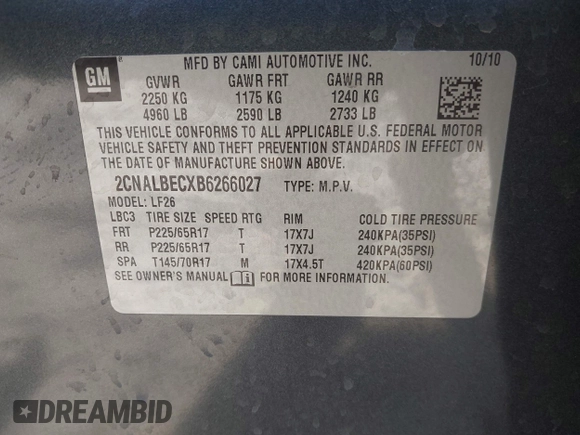 GM
MFD BY CAMI AUTOMOTIVE INC. 10/10
GVWR GAWR FRT GAWR RR
2250 KG 1175 KG 1240 KG
4960 LB 2590 LB 2733 LB
THIS VEHICLE CONFORMS TO ALL APPLICABLE U.S. FEDERAL MOTOR
VEHICLE SAFETY AND THEFT PREVENTION STANDARDS IN EFFECT ON
THE DATE OF MANUFACTURE SHOWN ABOVE.
2CNALBECXB6266027 TYPE: M.P.V.
MODEL: LF26
LBC3 TIRE SIZE SPEED RTG RIM COLD TIRE PRESSURE
FRT P225/65R17 T 17X7J 240KPA(35PSI)
RR P225/65R17 T 17X7J 240KPA(35PSI)
SPA T145/70R17 M 17X4.5T 420KPA(60PSI)
SEE OWNER'S MANUAL FOR MORE INFORMATION.
DREAMBID